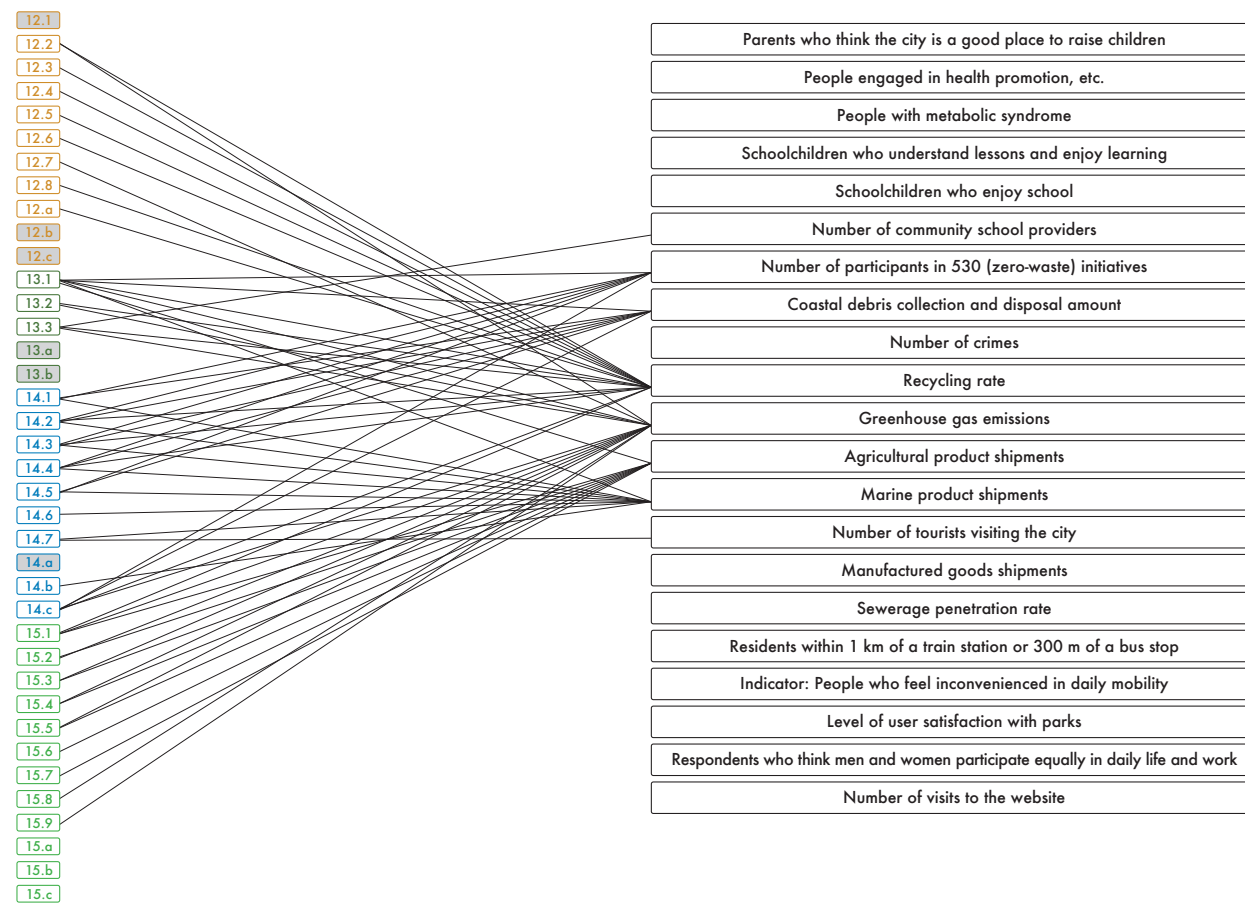 12.1
12.2
12.3
12.4
12.5
12.6
12.7
12.8
12.a
12.b
12.c
13.1
13.2
13.3
13.a
13.b
14.1
14.2
14.3
14.4
14.5
14.6
14.7
14.a
14.b
14.c
15.1
15.2
15.3
15.4
15.5
15.6
15.7
15.8
15.9
15.a
15.b
15.c
Parents who think the city is a good place to raise children
People engaged in health promotion, etc.
People with metabolic syndrome
Schoolchildren who understand lessons and enjoy learning
Schoolchildren who enjoy school
Number of community school providers
Number of participants in 530 (zero-waste) initiatives
Coastal debris collection and disposal amount
Number of crimes
Recycling rate
Greenhouse gas emissions
Agricultural product shipments
Marine product shipments
Number of tourists visiting the city
Manufactured goods shipments
Sewerage penetration rate
Residents within 1 km of a train station or 300 m of a bus stop
Indicator: People who feel inconvenienced in daily mobility
Level of user satisfaction with parks
Respondents who think men and women participate equally in daily life and work
Number of visits to the website